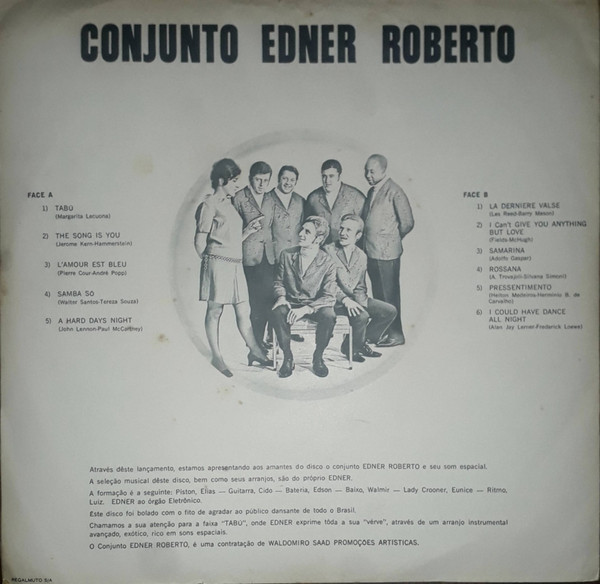 CONJUNTO EDNER ROBERTO
FACE A
1) TABÚ
(Margarita Lecuona)
2) THE SONG IS YOU
(Jerome Kern-Hammerstein)
3) L'AMOUR EST BLEU
(Pierre Cour-André Popp)
4) SAMBA SO
(Walter Santos-Tereza Souza)
5) A HARD DAYS NIGHT
(John Lennon-Paul McCaffney)
FACE B
1) LA DERNIERE VALSE
(Les Reed-Barry Mason)
2) I Can't GIVE YOU ANYTHING
BUT LOVE
(Fields-McHugh)
3) SAMARINA
(Adolfo Gaspar)
4) ROSSANA
(A. Trovajoli-Silvana Simoni)
5) PRESSENTIMENTO
(Helton Medeiros-Herminio B. de
Carvalho)
6) I COULD HAVE DANCE
ALL NIGHT
(Alan Jay Lerner-Frederick Loewe)
Através dêste lançamento, estamos apresentando aos amantes do disco o conjunto EDNER ROBERTO e seu som espacial.
A seleção musical dêste disco, bem como seus arranjos, são do próprio EDNER.
A formação é a seguinte: Piston, Elias — Guitarra, Cido — Bateria, Edson — Baixo, Walmir — Lady Crooner, Eunice — Ritmo,
Luiz. EDNER ao órgão Eletrônico.
Este disco foi bolado com o fito de agradar ao público dansante de todo o Brasil.
Chamamos a sua atenção para a faixa "TABÚ", onde EDNER exprime tôda a sua "vérve", através de um arranjo instrumental
avançado, exótico, rico em sons espaciais.
O Conjunto EDNER ROBERTO, é uma contratação de WALDOMIRO SAAD PROMOÇÕES ARTISTICAS.